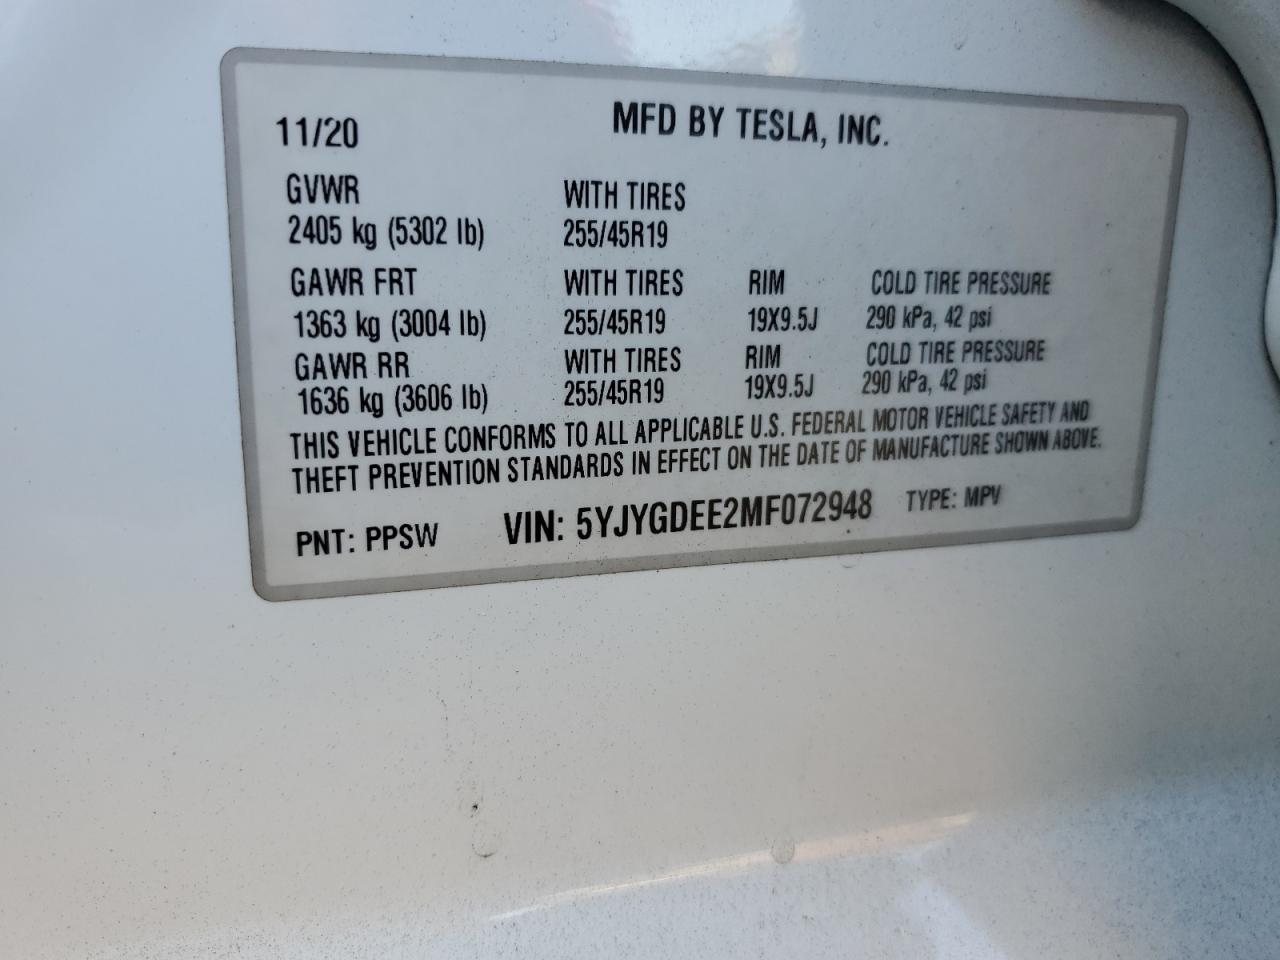 11/20 MFD BY TESLA, INC.
GVWR WITH TIRES
2405 kg (5302 lb) 255/45R19
GAWR FRT WITH TIRES RIM COLD TIRE PRESSURE
1363 kg (3004 lb) 255/45R19 19X9.5J 290 kPa, 42 psi
GAWR RR WITH TIRES RIM COLD TIRE PRESSURE
1636 kg (3606 lb) 255/45R19 19X9.5J 290 kPa, 42 psi
THIS VEHICLE CONFORMS TO ALL APPLICABLE U.S. FEDERAL MOTOR VEHICLE SAFETY AND
THEFT PREVENTION STANDARDS IN EFFECT ON THE DATE OF MANUFACTURE SHOWN ABOVE.
PNT: PPSW VIN: 5YJYGDEE2MF072948 TYPE: MPV